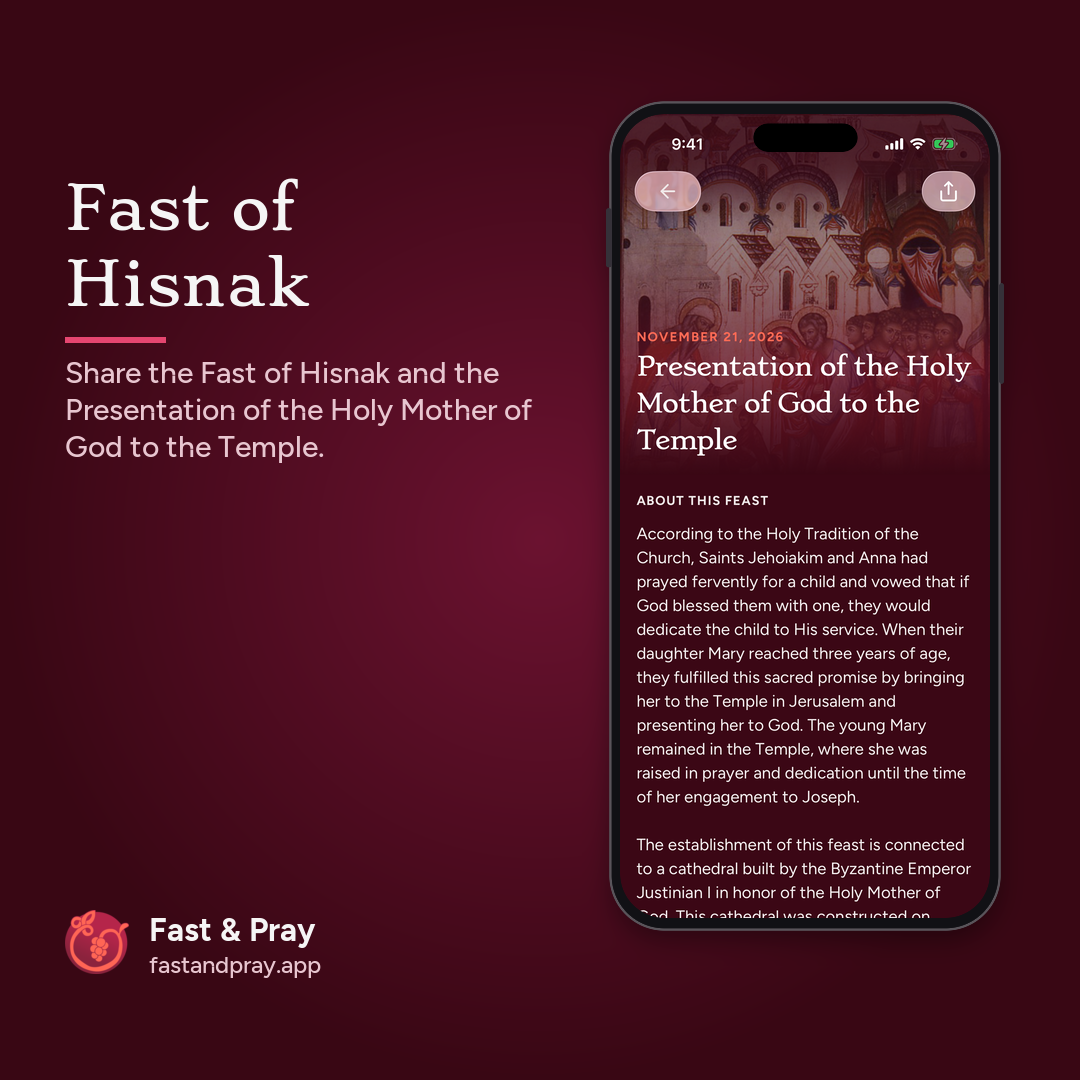 Fast of
Hisnak
Share the Fast of Hisnak and the
Presentation of the Holy Mother of
God to the Temple.
Fast & Pray
fastandpray.app
9:41
NOVEMBER 21, 2026
Presentation of the Holy
Mother of God to the
Temple
ABOUT THIS FEAST
According to the Holy Tradition of the
Church, Saints Jehoiakim and Anna had
prayed fervently for a child and vowed that if
God blessed them with one, they would
dedicate the child to His service. When their
daughter Mary reached three years of age,
they fulfilled this sacred promise by bringing
her to the Temple in Jerusalem and
presenting her to God. The young Mary
remained in the Temple, where she was
raised in prayer and dedication until the time
of her engagement to Joseph.
The establishment of this feast is connected
to a cathedral built by the Byzantine Emperor
Justinian I in honor of the Holy Mother of
God. This cathedral was constructed on